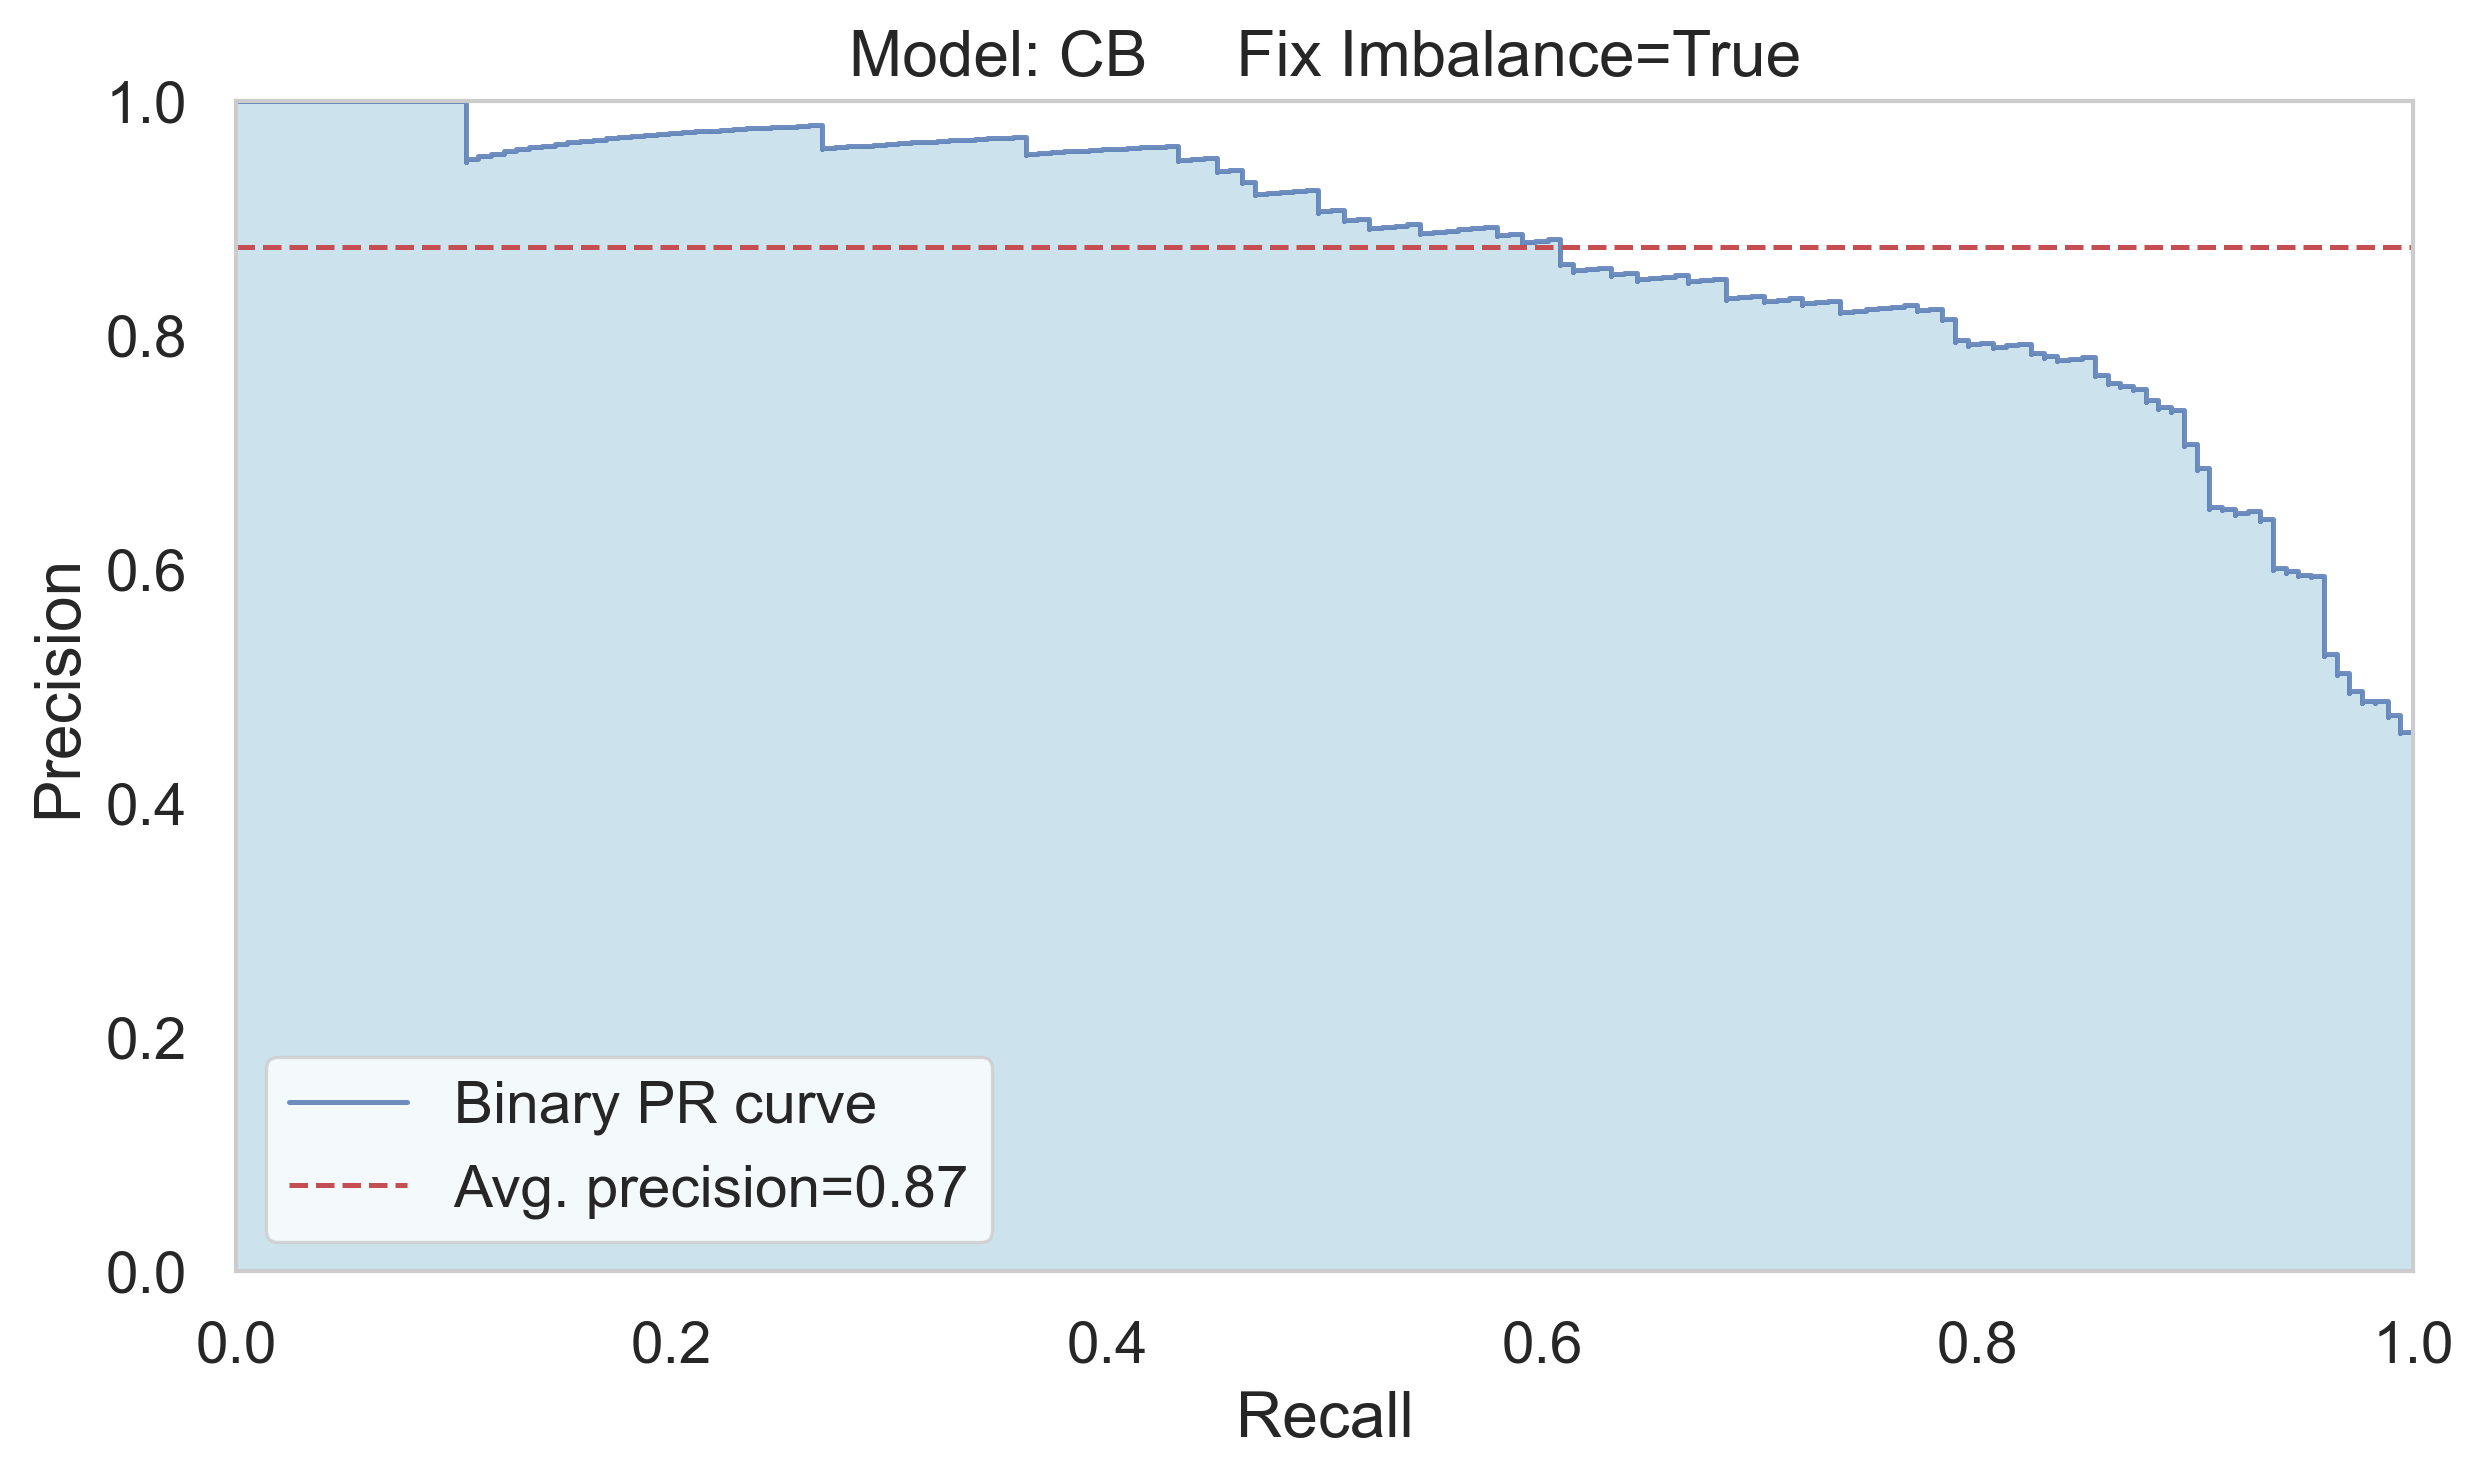 Model: CB Fix Imbalance=True
1.0
0.8
0.6
0.4
0.2
0.0
Precision
Binary PR curve
Avg. precision=0.87
0.0 0.2 0.4 0.6 0.8 1.0
Recall